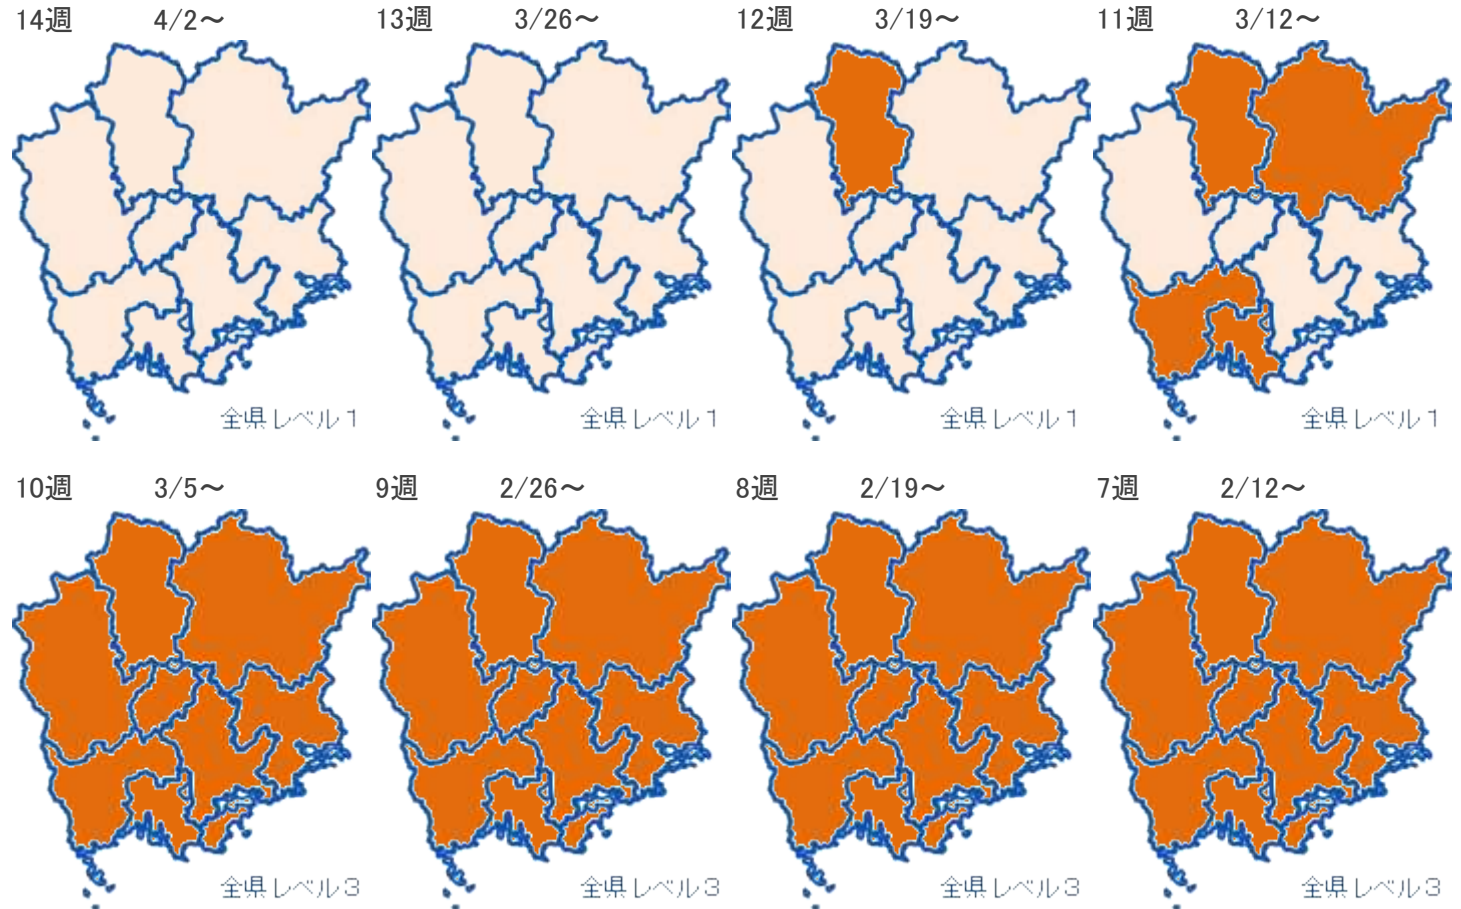 14週 4/2～ 13週 3/26～ 12週 3/19～ 11週 3/12～
全県レベル１ 全県レベル１ 全県レベル１ 全県レベル１
10週 3/5～ 9週 2/26～ 8週 2/19～ 7週 2/12～
全県レベル３ 全県レベル３ 全県レベル３ 全県レベル３